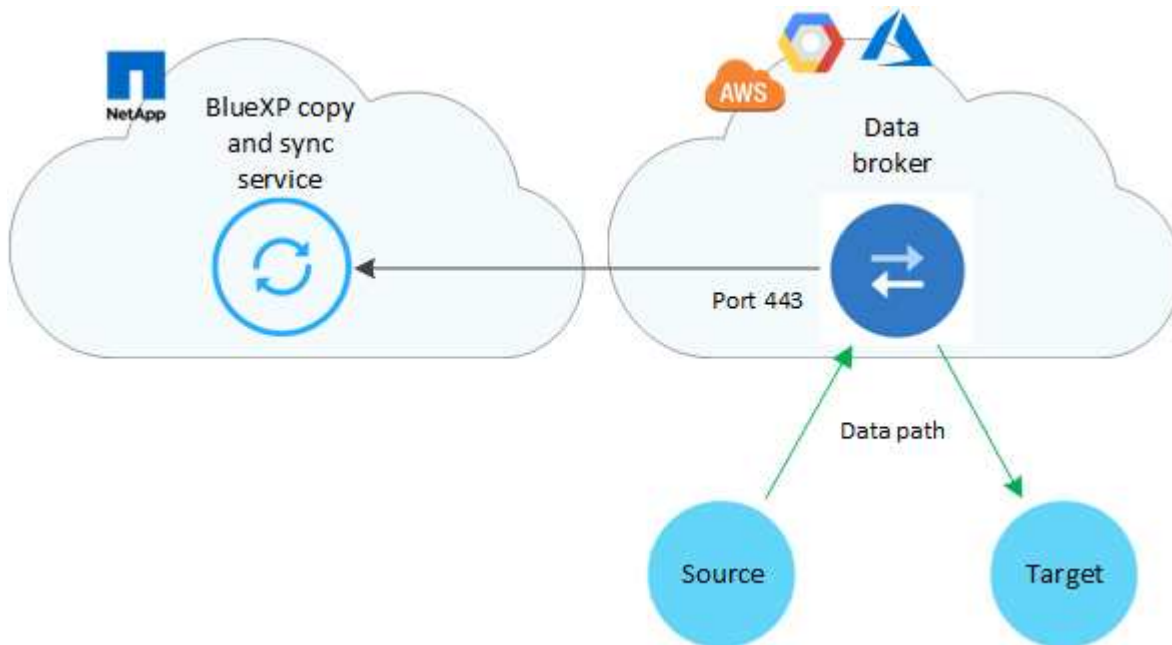 NetApp
BlueXP copy
and sync
service
AWS
Data
broker
Port 443
Data path
Source
Target